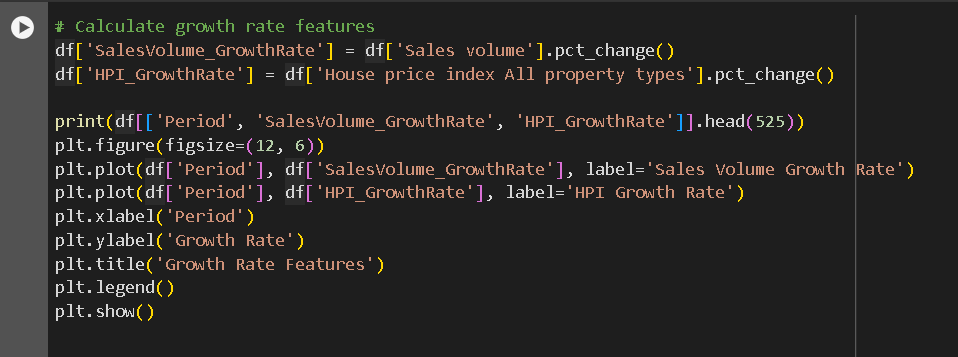 # Calculate growth rate features
df['SalesVolume_GrowthRate'] = df['Sales volume'].pct_change()
df['HPI_GrowthRate'] = df['House price index All property types'].pct_change()
print(df[['Period', 'SalesVolume_GrowthRate', 'HPI_GrowthRate']].head(525))
plt.figure(figsize=(12, 6))
plt.plot(df['Period'], df['SalesVolume_GrowthRate'], label='Sales Volume Growth Rate')
plt.plot(df['Period'], df['HPI_GrowthRate'], label='HPI Growth Rate')
plt.xlabel('Period')
plt.ylabel('Growth Rate')
plt.title('Growth Rate Features')
plt.legend()
plt.show()